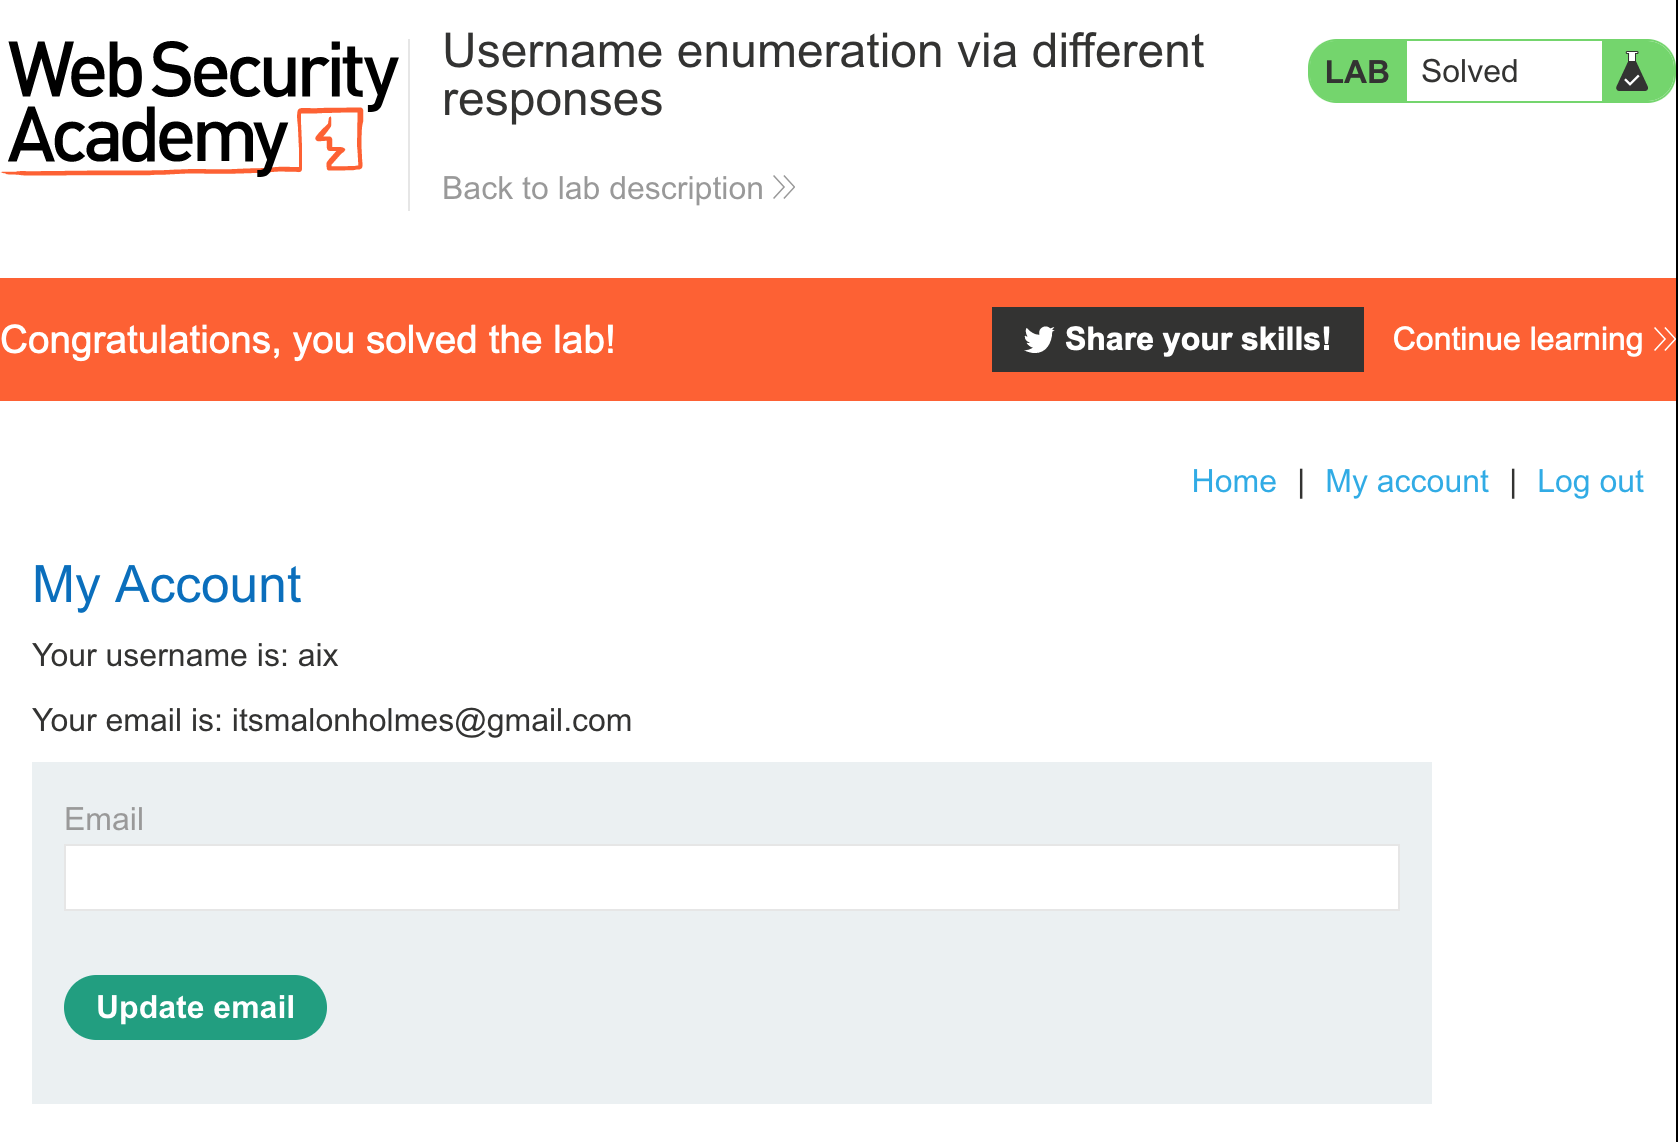 Web Security
Academy
Username enumeration via different
responses
Back to lab description
LAB Solved
Congratulations, you solved the lab!
Share your skills!
Continue learning
Home | My account | Log out
My Account
Your username is: aix
Your email is: itsmalonholmes@gmail.com
Email
Update email